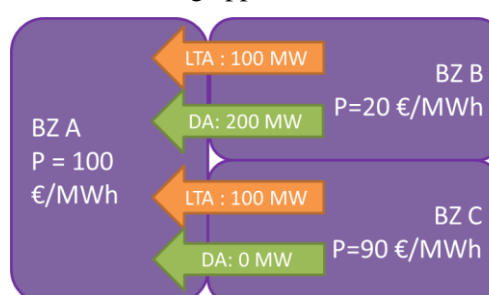 LTA : 100 MW
BZ B
P=20 €/MWh
DA: 200 MW
BZ A
P = 100
€/MWh
LTA : 100 MW
BZ C
P=90 €/MWh
DA: 0 MW